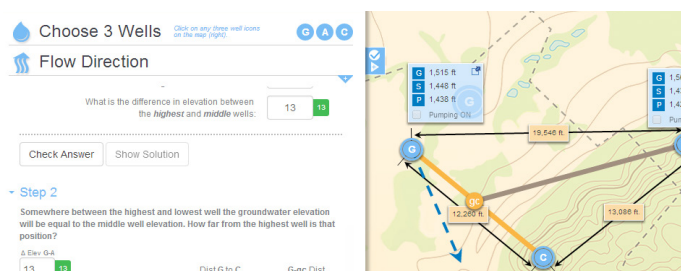 Choose 3 Wells
Click on any three well icons
on the map (right).
G A C
Flow Direction
What is the difference in elevation between
the highest and middle wells:
13
13
Check Answer
Show Solution
Step 2
Somewhere between the highest and lowest well the groundwater elevation
will be equal to the middle well elevation. How far from the highest well is that
position?
Δ Elev G-A
13
13
Dist G to C
G-gc Dist
G 1,515 ft
S 1,448 ft
P 1,438 ft
Pumping ON
G
G
S
P
19,546 ft.
G
gc
12,260 ft.
13,086 ft.
C